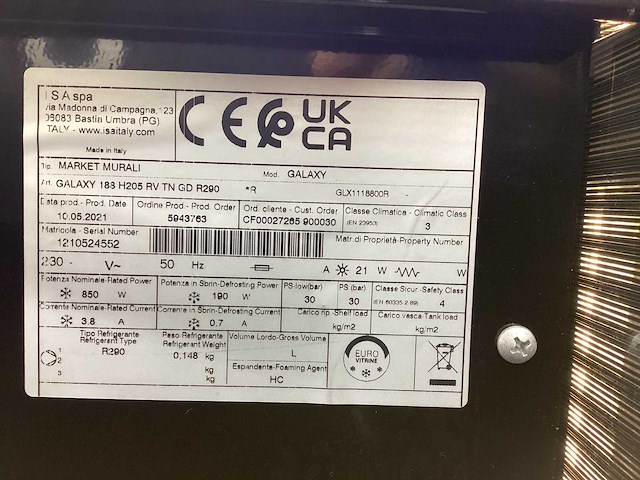 I S A spa
via Madonna di Campagna, 123
06083 Bastia Umbra (PG)
ITALY - www.isaitaly.com
Made in Italy
CE
UK
CA
Tip. MARKET MURALI
Mod. GALAXY
Art. GALAXY 188 H205 RV TN GD R290 *R GLX1118800R -
Data prod - Prod. Date
10.05.2021
Ordine Prod - Prod. Order
5943763
Ord. cliente - Cust. Order
CF00027265 900030
Classe Climatica - Climatic Class
(EN 23953) 3
Matricola - Serial Number
1210524552
Matr.di Proprietà-Property Number
230 - V~ 50 Hz A 21 W W
Potenza Nominale-Rated Power
850 W
Potenza in Sbrin-Defrosting Power
190 W
PS-low(bar)
30
PS (bar)
30
Classe Sicur.-Safety Class
(EN 60335-2.89) 4
Corrente Nominale-Rated Current
3.8 A
Corrente in Sbrin-Defrosting Current
0.7 A
Carico rip.-Shelf load
kg/m2
Carico vasca-Tank load
kg/m2
Tipo Refrigerante
Refrigerant Type
1 R290
2
3
Peso Refrigerante
Refrigerant Weight
0,148 kg
kg
kg
Volume Lordo-Gross Volume
L
Espandente-Foaming Agent
HC
EURO
VITRINE